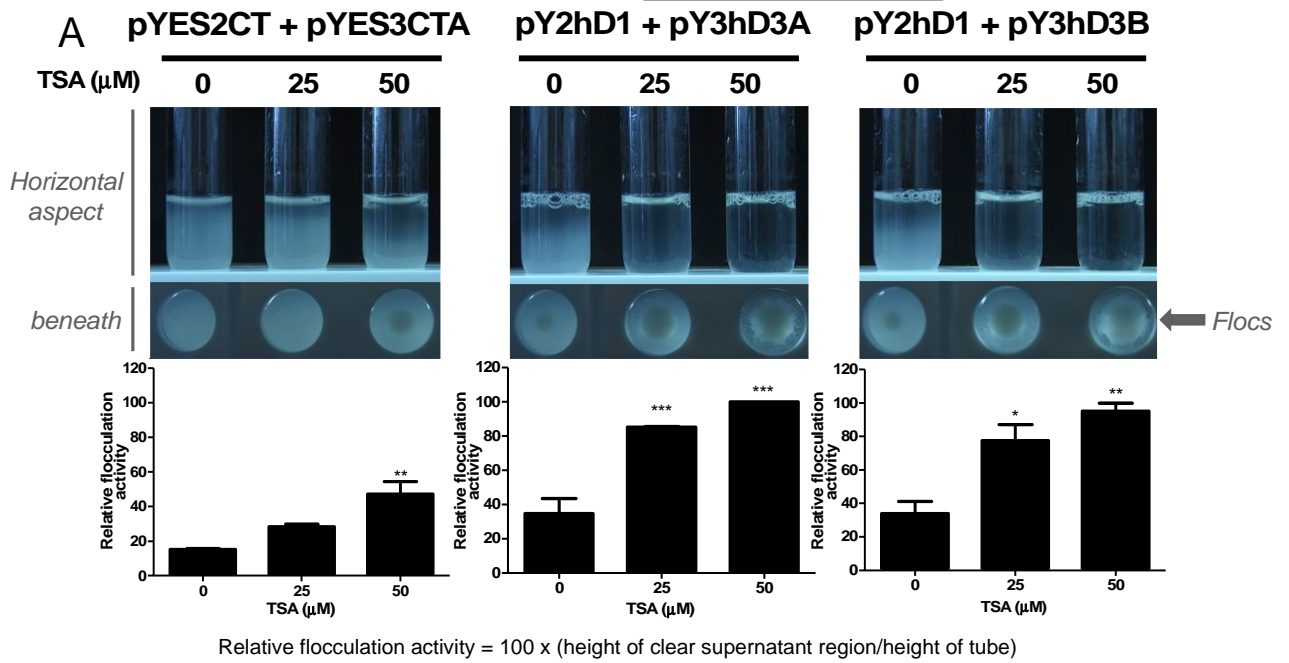 A
pYES2CT + pYES3CTA
pY2hD1 + pY3hD3A
pY2hD1 + pY3hD3B
TSA (μM)
0 25 50
0 25 50
0 25 50
Horizontal
aspect
beneath
Flocs
Relative flocculation
activity
120
100
80
60
40
20
0
**
0 25 50
TSA (μM)
Relative flocculation
activity
120
100
80
60
40
20
0
***
***
0 25 50
TSA (μM)
Relative flocculation
activity
120
100
80
60
40
20
0
*
**
0 25 50
TSA (μM)
Relative flocculation activity = 100 x (height of clear supernatant region/height of tube)